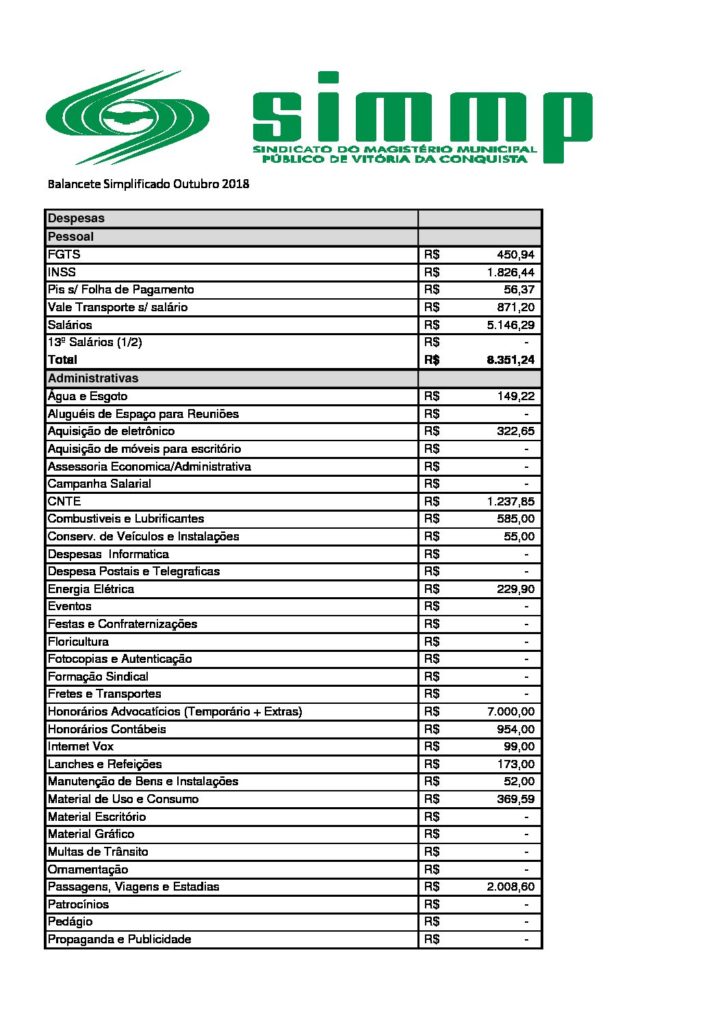 simmp
SINDICATO DO MAGISTÉRIO MUNICIPAL
PÚBLICO DE VITÓRIA DA CONQUISTA
Balancete Simplificado Outubro 2018
Despesas
Pessoal
FGTS R$ 450,94
INSS R$ 1.826,44
Pis s/ Folha de Pagamento R$ 56,37
Vale Transporte s/ salário R$ 871,20
Salários R$ 5.146,29
13º Salários (1/2) R$ -
Total R$ 8.351,24
Administrativas
Água e Esgoto R$ 149,22
Aluguéis de Espaço para Reuniões R$ -
Aquisição de eletrônico R$ 322,65
Aquisição de móveis para escritório R$ -
Assessoria Economica/Administrativa R$ -
Campanha Salarial R$ -
CNTE R$ 1.237,85
Combustiveis e Lubrificantes R$ 585,00
Conserv. de Veículos e Instalações R$ 55,00
Despesas Informatica R$ -
Despesa Postais e Telegraficas R$ -
Energia Elétrica R$ 229,90
Eventos R$ -
Festas e Confraternizações R$ -
Floricultura R$ -
Fotocopias e Autenticação R$ -
Formação Sindical R$ -
Fretes e Transportes R$ -
Honorários Advocatícios (Temporário + Extras) R$ 7.000,00
Honorários Contábeis R$ 954,00
Internet Vox R$ 99,00
Lanches e Refeições R$ 173,00
Manutenção de Bens e Instalações R$ 52,00
Material de Uso e Consumo R$ 369,59
Material Escritório R$ -
Material Gráfico R$ -
Multas de Trânsito R$ -
Ornamentação R$ -
Passagens, Viagens e Estadias R$ 2.008,60
Patrocínios R$ -
Pedágio R$ -
Propaganda e Publicidade R$ -